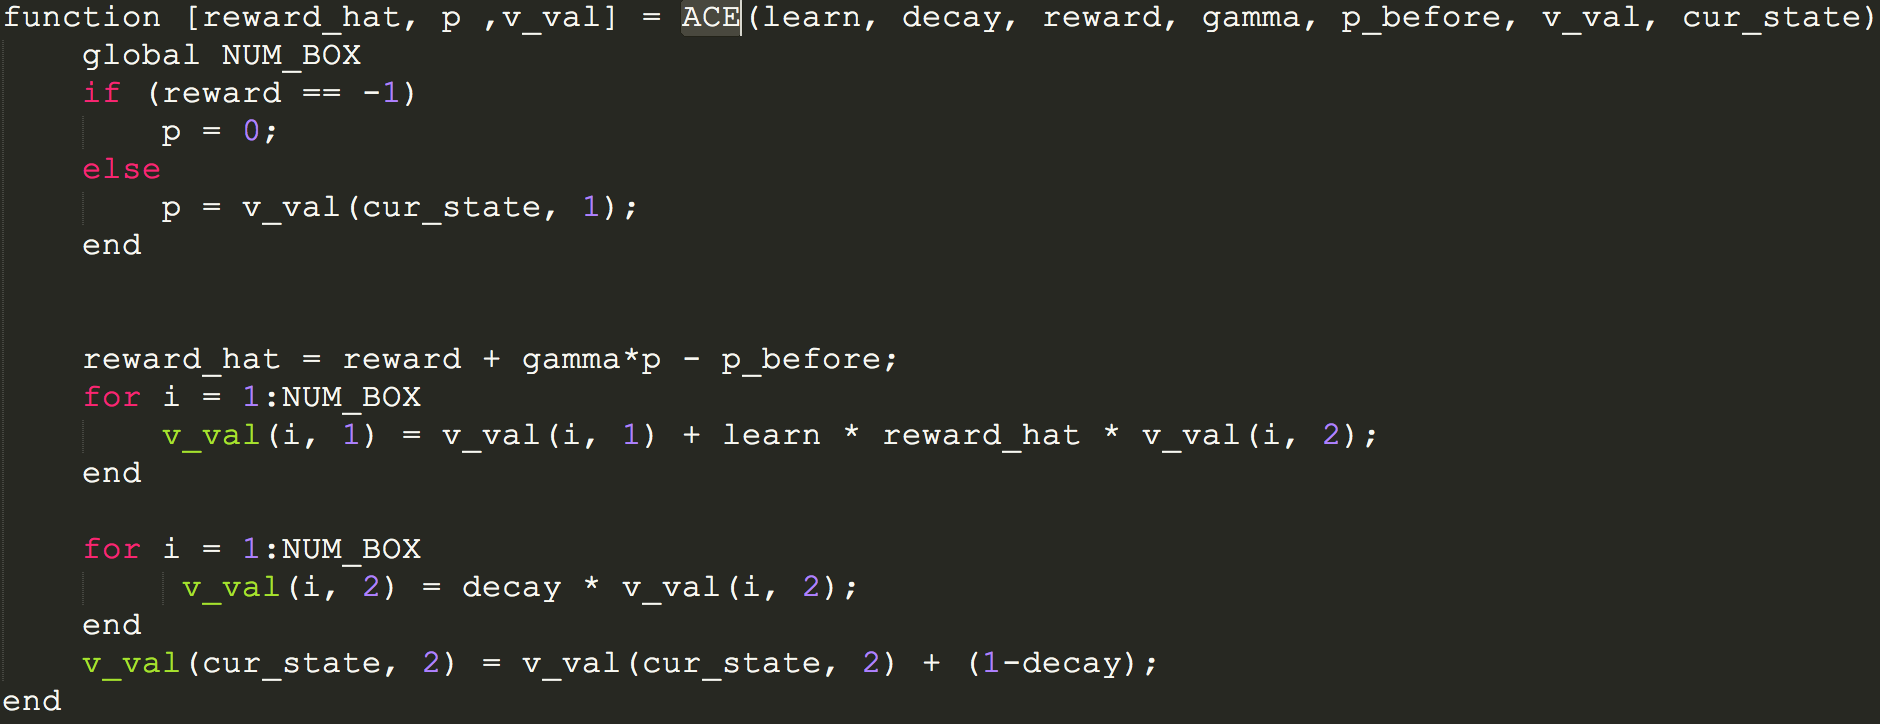 function [reward_hat, p ,v_val] = ACE(learn, decay, reward, gamma, p_before, v_val, cur_state)
global NUM_BOX
if (reward == -1)
p = 0;
else
p = v_val(cur_state, 1);
end
reward_hat = reward + gamma*p - p_before;
for i = 1:NUM_BOX
v_val(i, 1) = v_val(i, 1) + learn * reward_hat * v_val(i, 2);
end
for i = 1:NUM_BOX
v_val(i, 2) = decay * v_val(i, 2);
end
v_val(cur_state, 2) = v_val(cur_state, 2) + (1-decay);
end